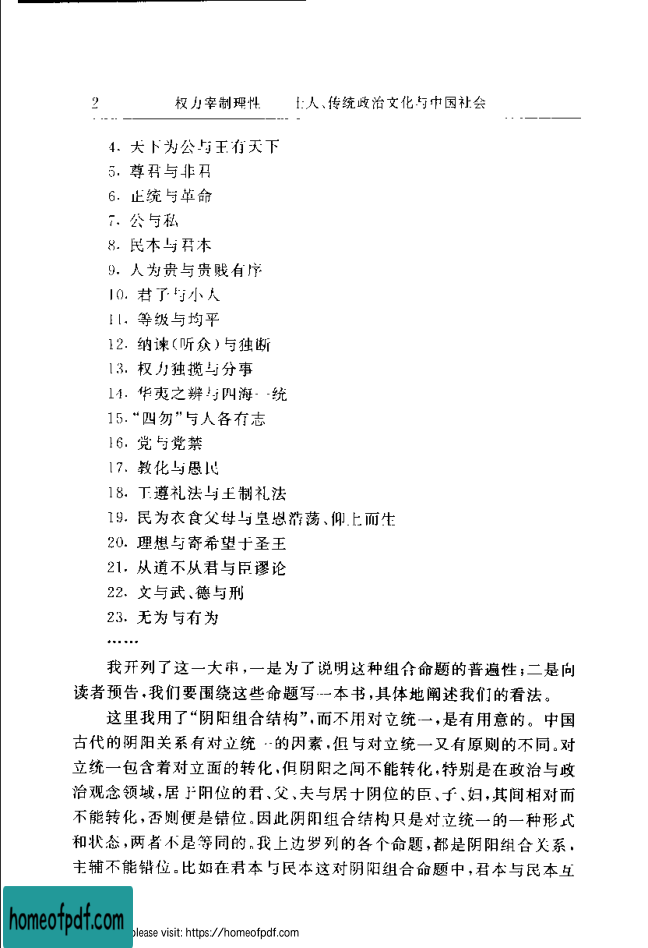 2 权力宰制理性 士人、传统政治文化与中国社会
4. 天下为公与王有天下
5. 尊君与非君
6. 正统与革命
7. 公与私
8. 民本与君本
9. 人为贵与贵贱有序
10. 君子与小人
11. 等级与均平
12. 纳谏(听众)与独断
13. 权力独揽与分事
14. 华夷之辨与四海一统
15. “四勿”与人各有志
16. 党与党禁
17. 教化与愚民
18. 王遵礼法与王制礼法
19. 民为衣食父母与皇恩浩荡、仰上而生
20. 理想与寄希望于圣王
21. 从道不从君与臣谬论
22. 文与武、德与刑
23. 无为与有为
……
我开列了这一大串,一是为了说明这种组合命题的普遍性;二是向
读者预告,我们要围绕这些命题写一本书,具体地阐述我们的看法。
这里我用了“阴阳组合结构”,而不用对立统一,是有用意的。中国
古代的阴阳关系有对立统一的因素,但与对立统一又有原则的不同。对
立统一包含着对立面的转化,但阴阳之间不能转化,特别是在政治与政
治观念领域,居于阳位的君、父、夫与居于阴位的臣、子、妇,其间相对而
不能转化,否则便是错位。因此阴阳组合结构只是对立统一的一种形式
和状态,两者不是等同的。我上边罗列的各个命题,都是阴阳组合关系,
主辅不能错位。比如在君本与民本这对阴阳组合命题中,君本与民本互
homeofpdf.com
please visit: https://homeofpdf.com